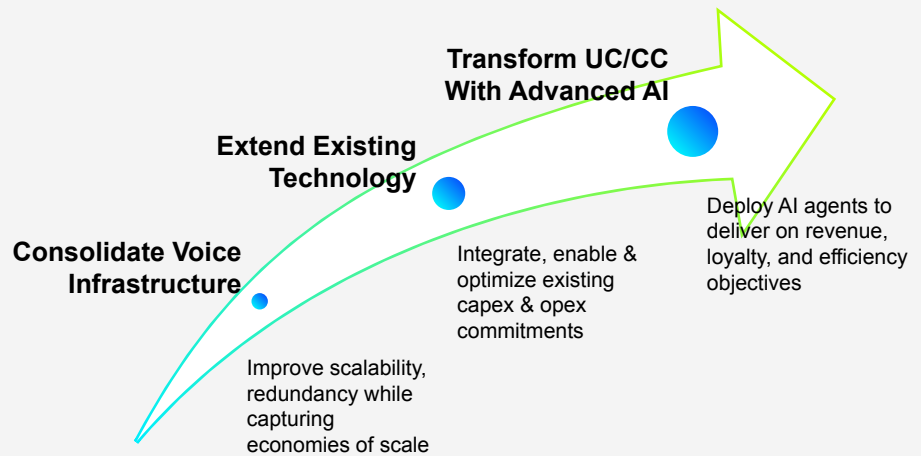 Transform UC/CC
With Advanced AI
Extend Existing
Technology
Deploy AI agents to
deliver on revenue,
loyalty, and efficiency
objectives
Consolidate Voice
Infrastructure
Integrate, enable &
optimize existing
capex & opex
commitments
Improve scalability,
redundancy while
capturing
economies of scale